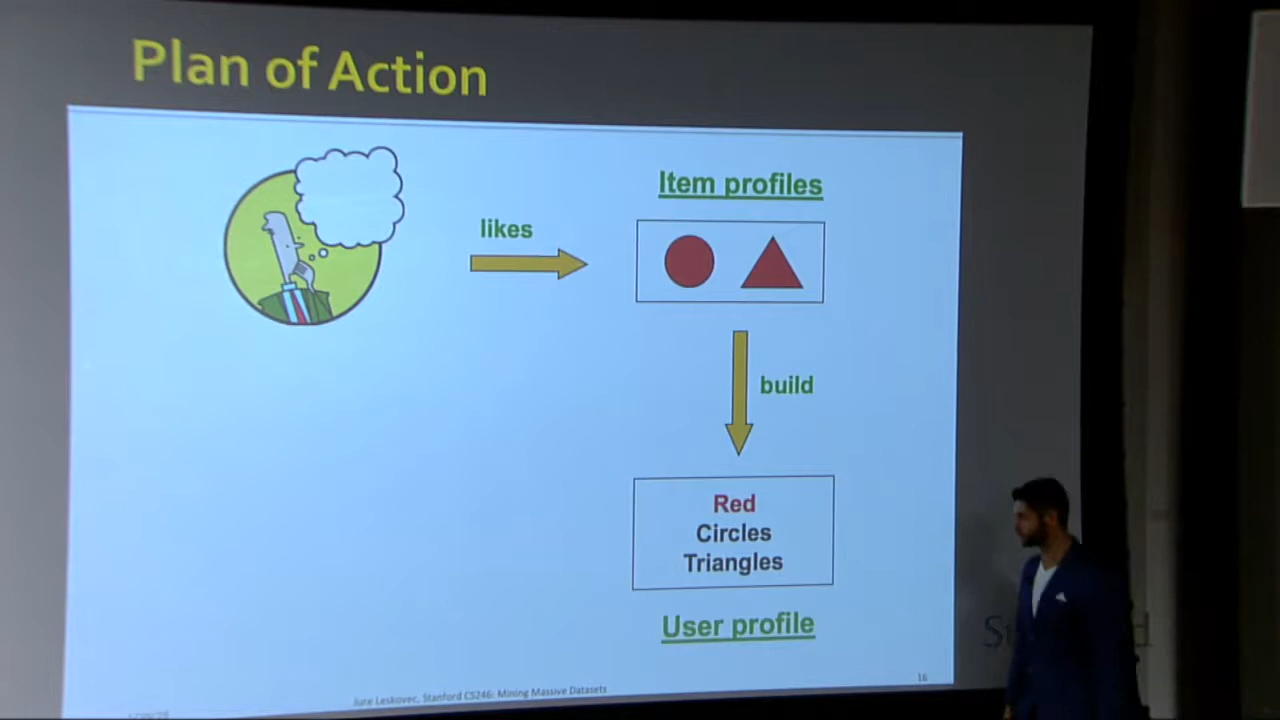 Plan of Action
Item profiles
likes
build
Red
Circles
Triangles
User profile
Jure Leskovec, Stanford CS246: Mining Massive Datasets
16